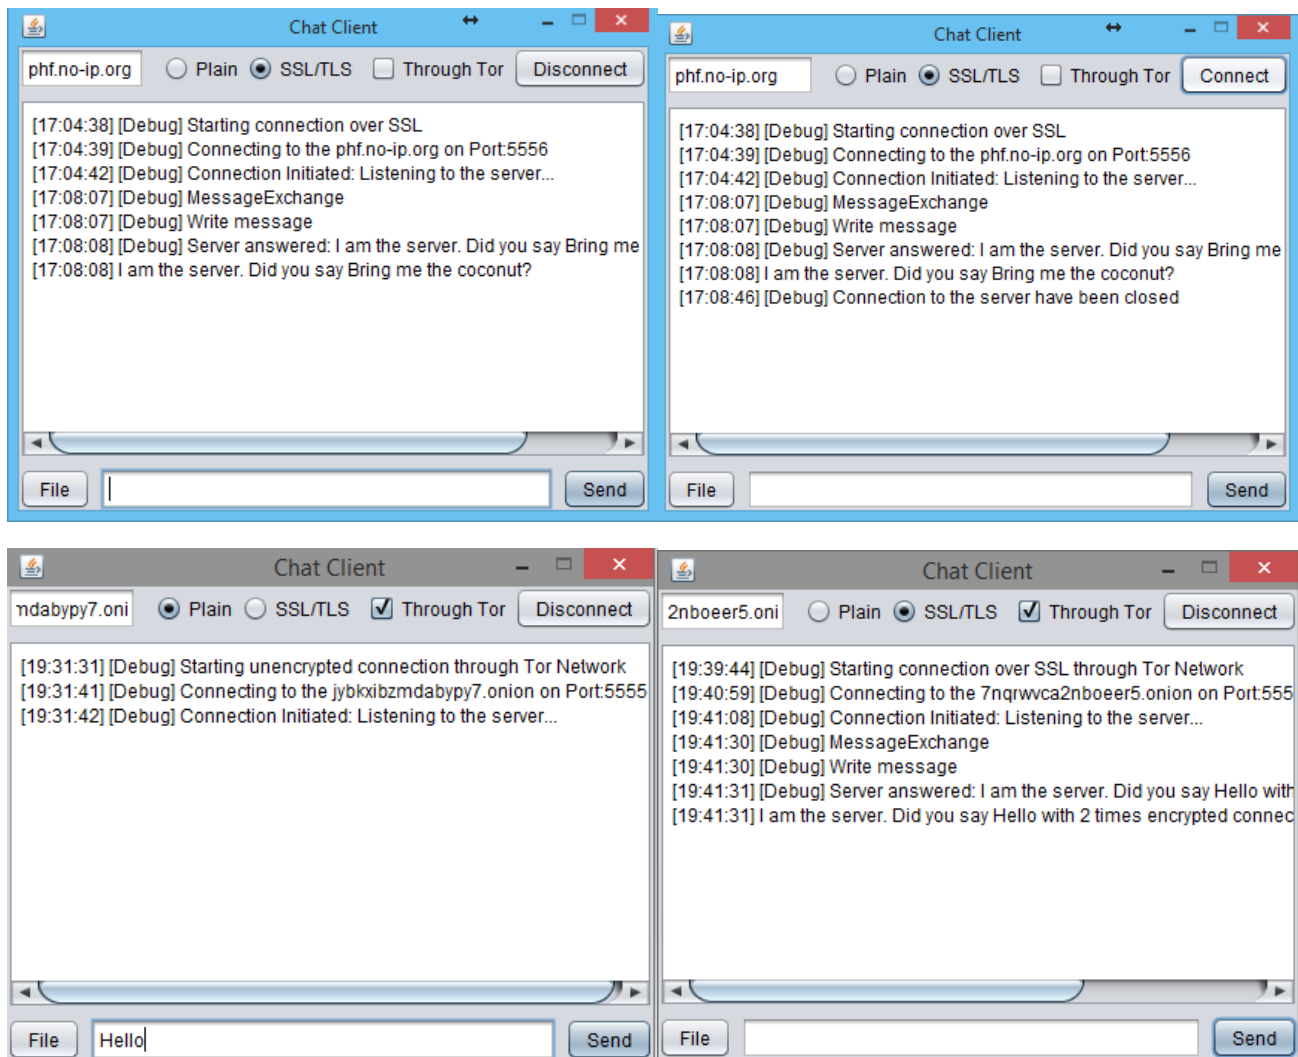 Chat Client
phf.no-ip.org Plain SSL/TLS Through Tor Disconnect
[17:04:38] [Debug] Starting connection over SSL
[17:04:39] [Debug] Connecting to the phf.no-ip.org on Port:5556
[17:04:42] [Debug] Connection Initiated: Listening to the server...
[17:08:07] [Debug] MessageExchange
[17:08:07] [Debug] Write message
[17:08:08] [Debug] Server answered: I am the server. Did you say Bring me
[17:08:08] I am the server. Did you say Bring me the coconut?
File Send
Chat Client
phf.no-ip.org Plain SSL/TLS Through Tor Connect
[17:04:38] [Debug] Starting connection over SSL
[17:04:39] [Debug] Connecting to the phf.no-ip.org on Port:5556
[17:04:42] [Debug] Connection Initiated: Listening to the server...
[17:08:07] [Debug] MessageExchange
[17:08:07] [Debug] Write message
[17:08:08] [Debug] Server answered: I am the server. Did you say Bring me
[17:08:08] I am the server. Did you say Bring me the coconut?
[17:08:46] [Debug] Connection to the server have been closed
File Send
Chat Client
mdabypy7.oni Plain SSL/TLS Through Tor Disconnect
[19:31:31] [Debug] Starting unencrypted connection through Tor Network
[19:31:41] [Debug] Connecting to the jybkxibzmdabypy7.onion on Port:5555
[19:31:42] [Debug] Connection Initiated: Listening to the server...
File Hello Send
Chat Client
2nboeer5.oni Plain SSL/TLS Through Tor Disconnect
[19:39:44] [Debug] Starting connection over SSL through Tor Network
[19:40:59] [Debug] Connecting to the 7nqrwvca2nboeer5.onion on Port:555
[19:41:08] [Debug] Connection Initiated: Listening to the server...
[19:41:30] [Debug] MessageExchange
[19:41:30] [Debug] Write message
[19:41:31] [Debug] Server answered: I am the server. Did you say Hello with
[19:41:31] I am the server. Did you say Hello with 2 times encrypted connec
File Send